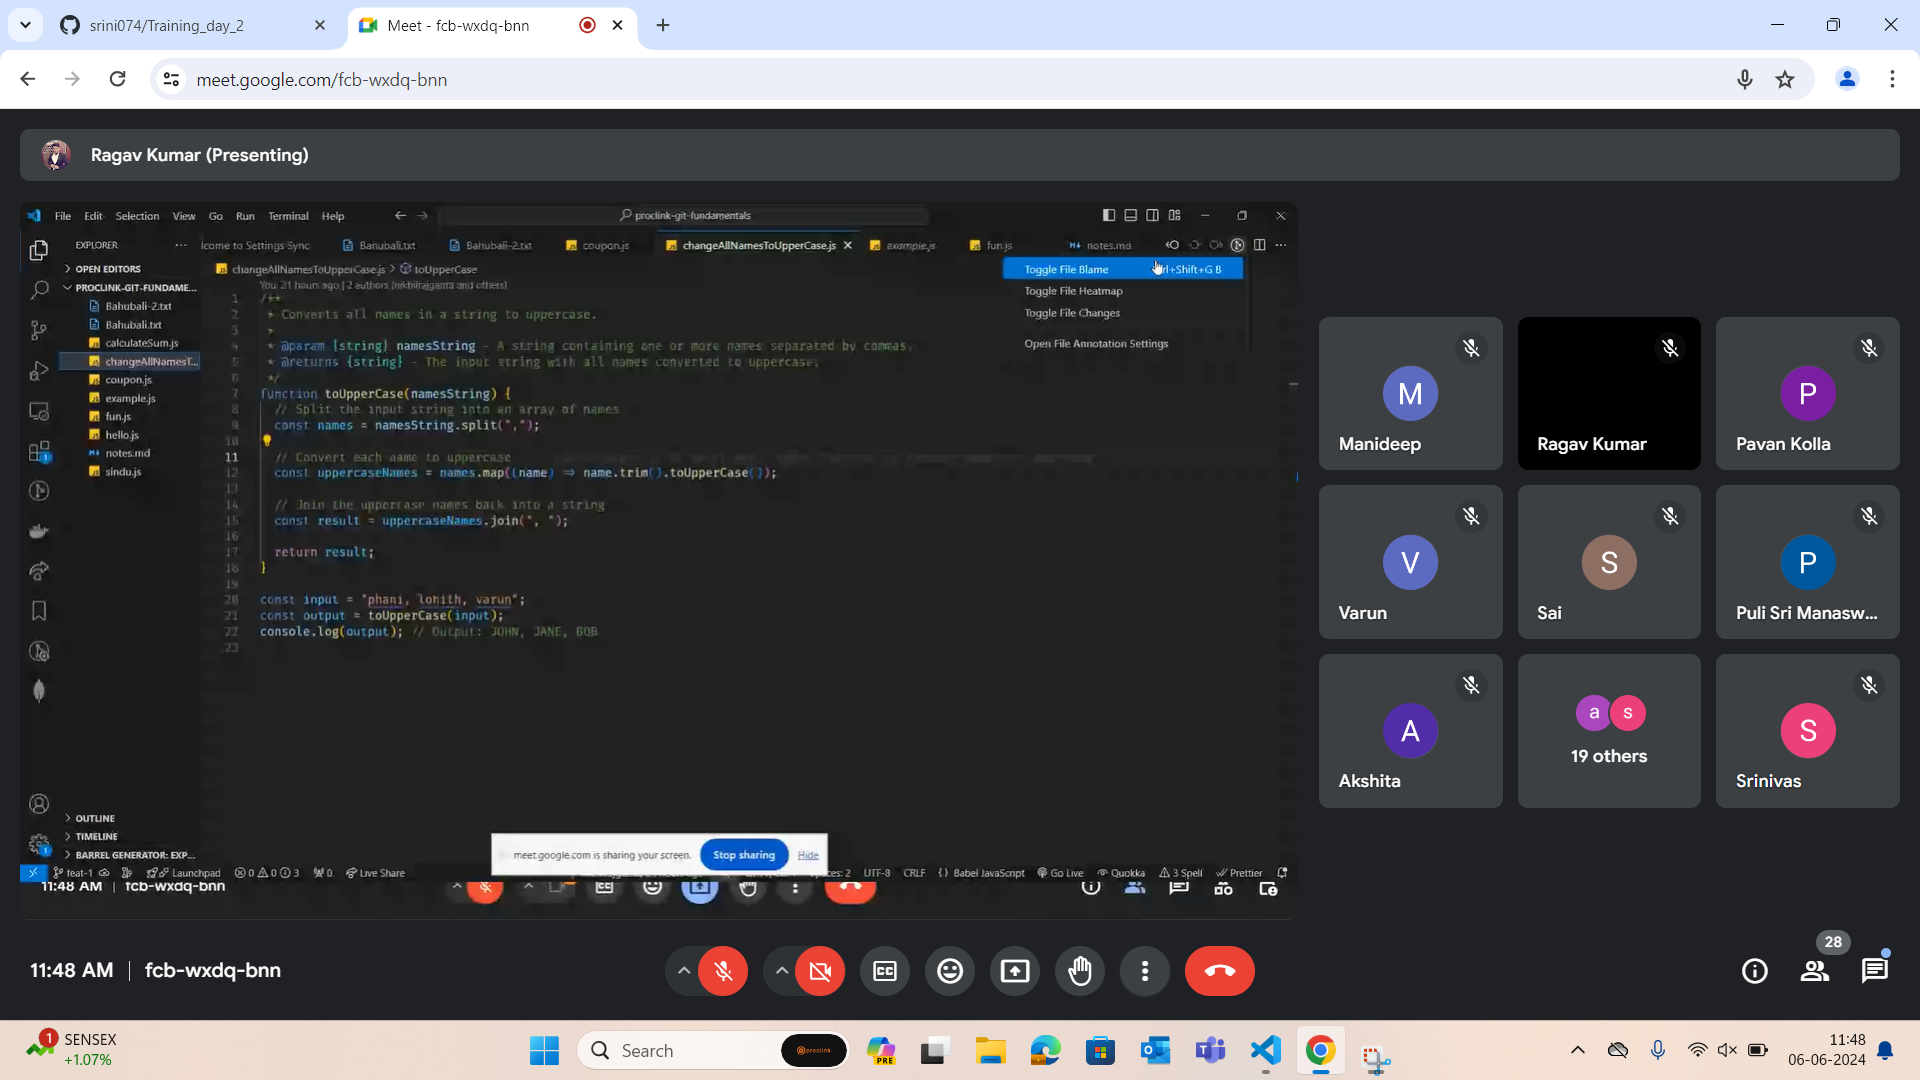 srini074/Training_day_2
Meet - fcb-wxdq-bnn
meet.google.com/fcb-wxdq-bnn
Ragav Kumar (Presenting)
File Edit Selection View Go Run Terminal Help
proclink-git-fundamentals
EXPLORER
come to Settings Sync
Bahubali.txt
Bahubali-2.txt
coupon.js
changeAllNamesToUpperCase.js
example.js
fun.js
notes.md
OPEN EDITORS
PROCLINK-GIT-FUNDAME...
Bahubali-2.txt
Bahubali.txt
calculateSum.js
changeAllNamesT...
coupon.js
example.js
fun.js
hello.js
notes.md
sindu.js
changeAllNamesToUpperCase.js > toUpperCase
You, 21 hours ago | 2 authors (nikhilraganta and others)
1 /**
2 * Converts all names in a string to uppercase.
3 *
4 * @param {string} namesString - A string containing one or more names separated by commas.
5 * @returns {string} - The input string with all names converted to uppercase.
6 */
7 function toUpperCase(namesString) {
8 // Split the input string into an array of names
9 const names = namesString.split(",");
10
11 // Convert each name to uppercase
12 const uppercaseNames = names.map((name) => name.trim().toUpperCase());
13
14 // Join the uppercase names back into a string
15 const result = uppercaseNames.join(", ");
16
17 return result;
18 }
19
20 const input = "phani, lohith, varun";
21 const output = toUpperCase(input);
22 console.log(output); // Output: JOHN, JANE, BOB
23
Toggle File Blame
l+Shift+G B
Toggle File Heatmap
Toggle File Changes
Open File Annotation Settings
OUTLINE
TIMELINE
BARREL GENERATOR: EXP...
meet.google.com is sharing your screen.
Stop sharing
Hide
feat-1
Launchpad
0 0 3
0
Live Share
UTF-8
CRLF
{} Babel JavaScript
Go Live
Quokka
3 Spell
Prettier
11:48 AM | fcb-wxdq-bnn
M
Manideep
Ragav Kumar
P
Pavan Kolla
V
Varun
S
Sai
P
Puli Sri Manasw...
A
Akshita
a s
19 others
S
Srinivas
11:48 AM | fcb-wxdq-bnn
28
1
SENSEX
+1.07%
Search
proclink
PRE
11:48
06-06-2024